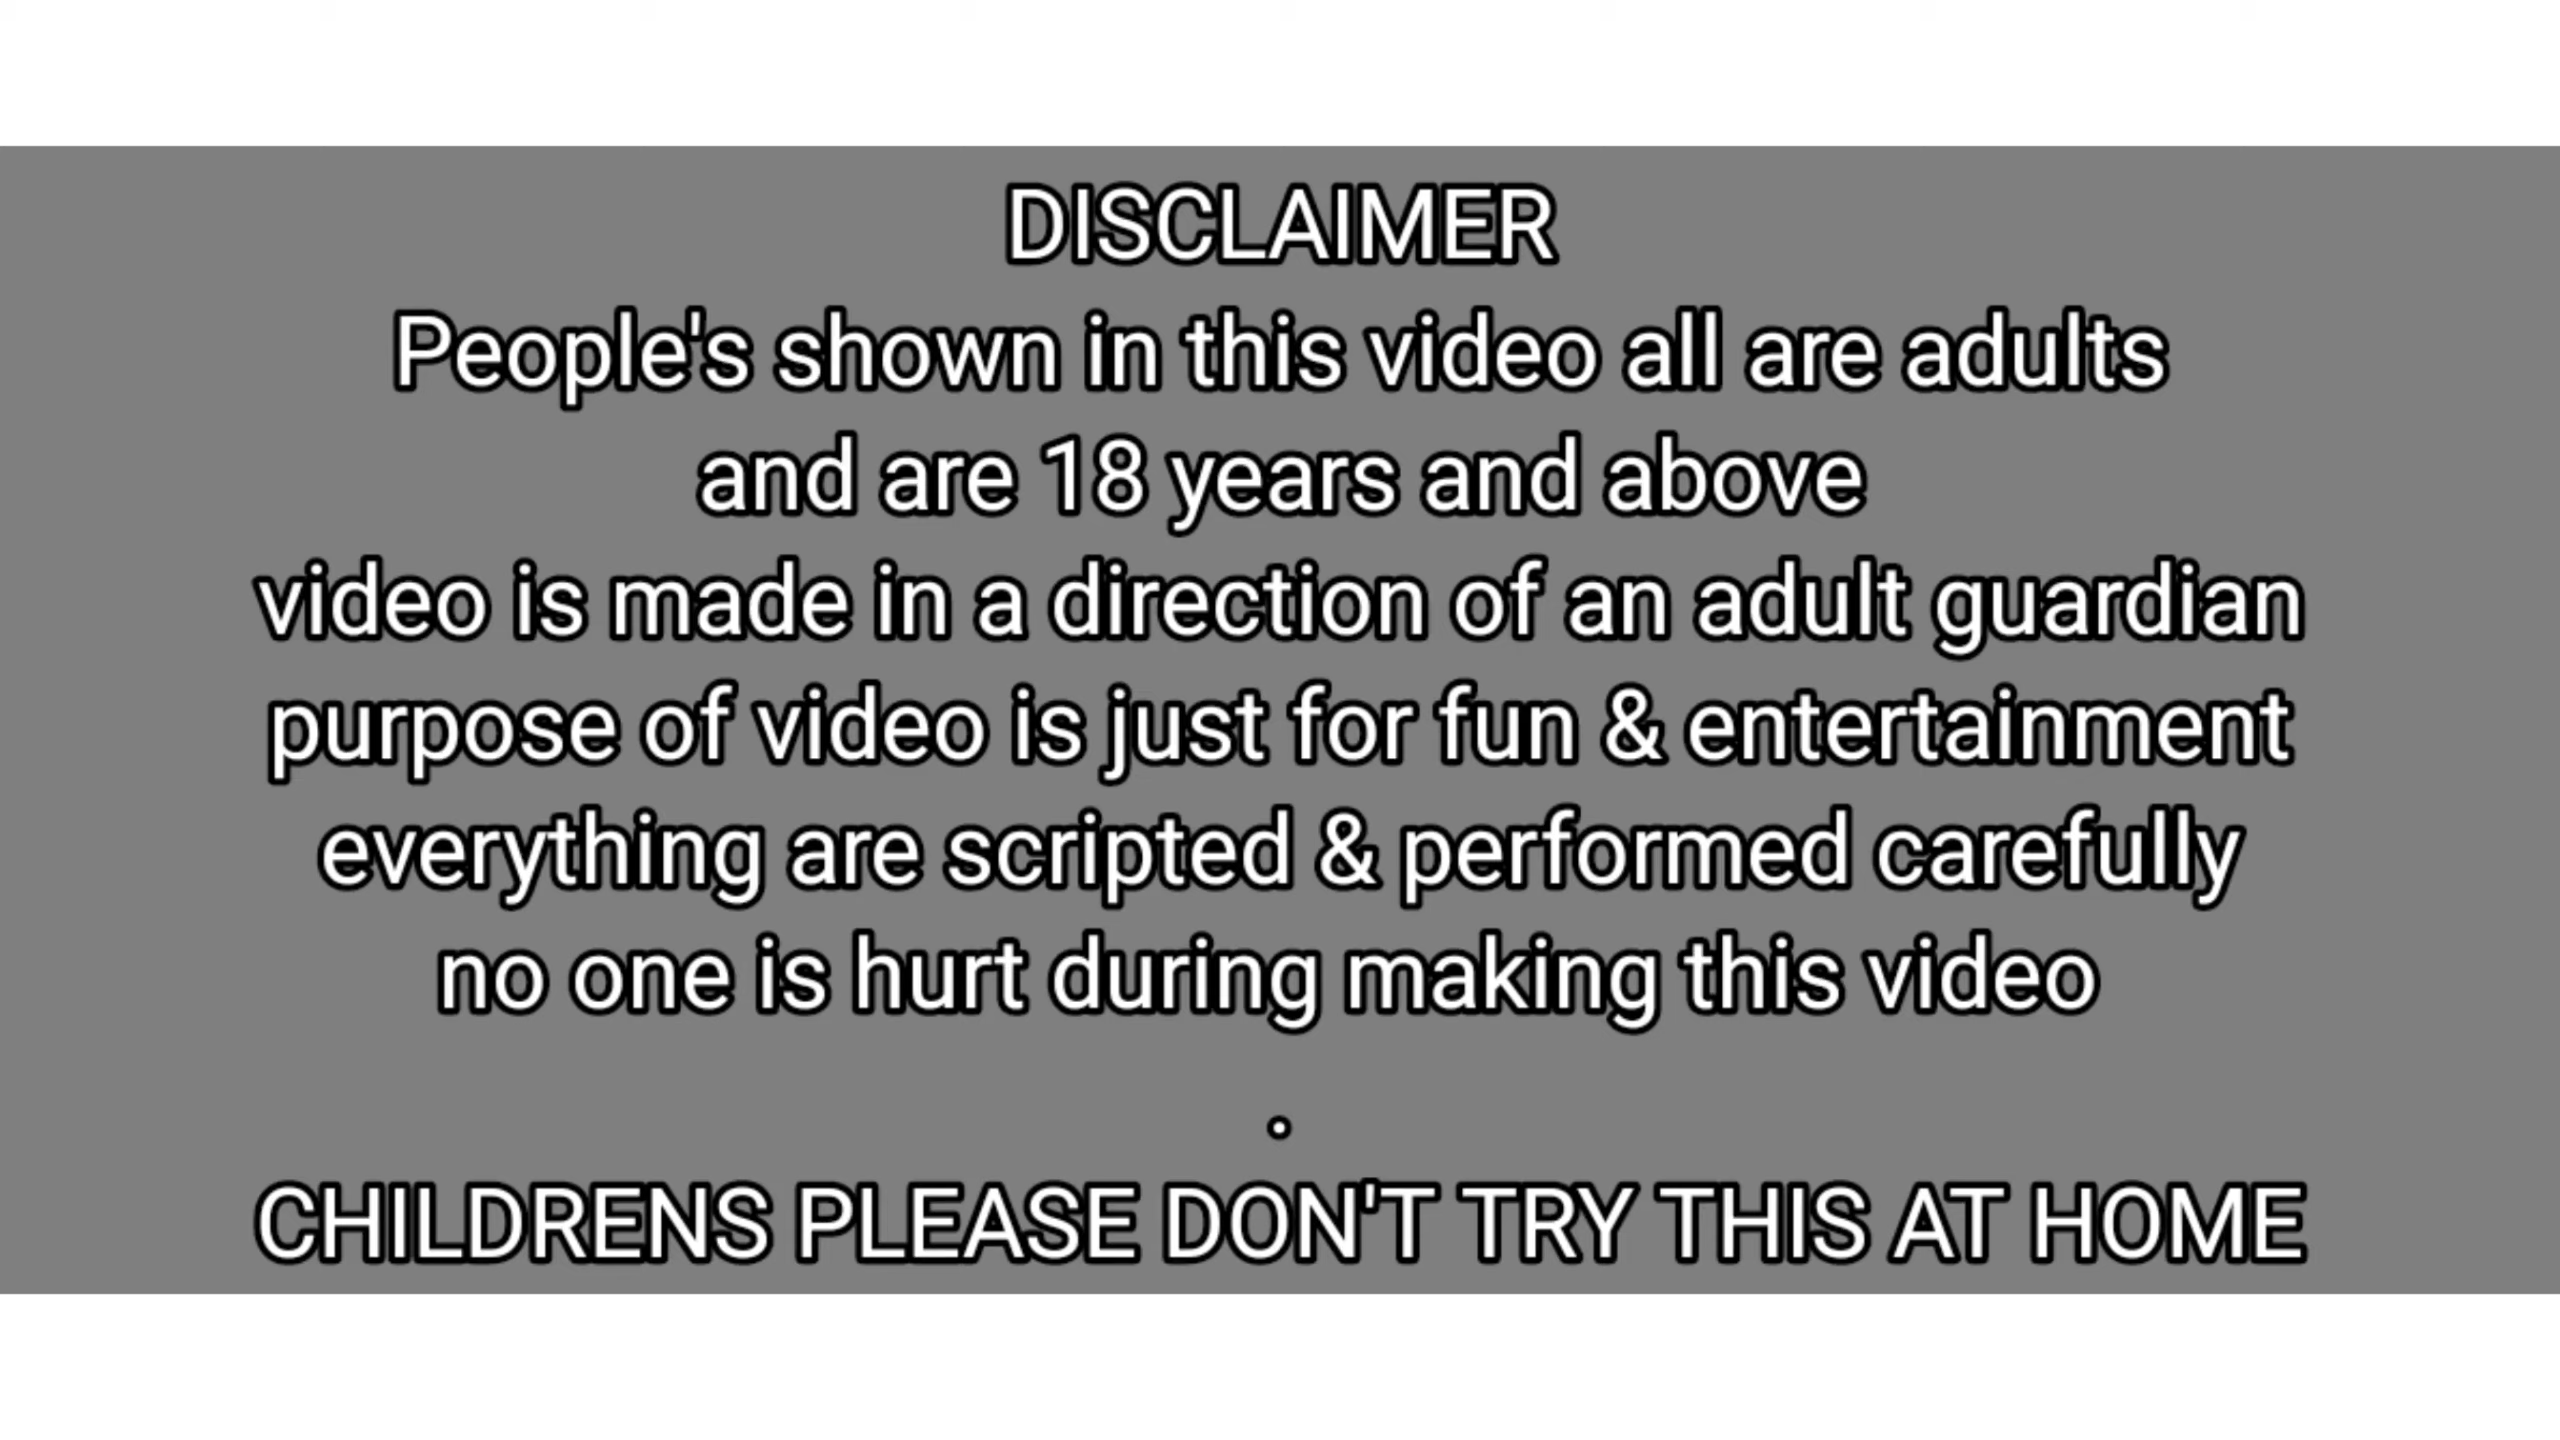 DISCLAIMER
People's shown in this video all are adults
and are 18 years and above
video is made in a direction of an adult guardian
purpose of video is just for fun & entertainment
everything are scripted & performed carefully
no one is hurt during making this video
.
CHILDRENS PLEASE DON'T TRY THIS AT HOME